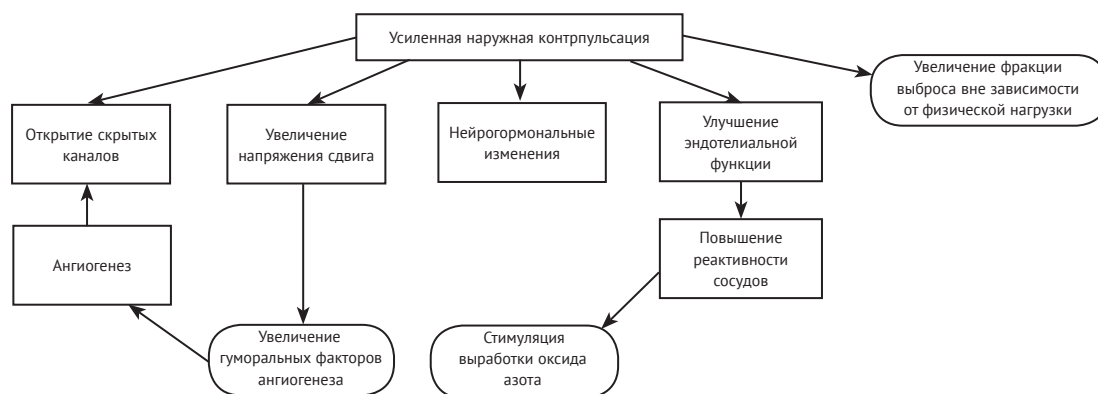 Усиленная наружная контрпульсация
Увеличение фракции
выброса вне зависимости
от физической нагрузки
Открытие скрытых
каналов
Увеличение
напряжения сдвига
Нейрогормональные
изменения
Улучшение
эндотелиальной
функции
Ангиогенез
Повышение
реактивности
сосудов
Увеличение
гуморальных факторов
ангиогенеза
Стимуляция
выработки оксида
азота